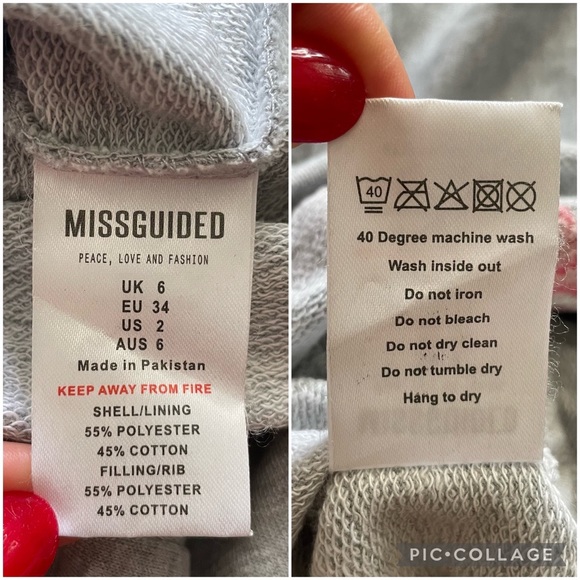 MISSGUIDED
PEACE, LOVE AND FASHION
UK 6
EU 34
US 2
AUS 6
Made in Pakistan
KEEP AWAY FROM FIRE
SHELL/LINING
55% POLYESTER
45% COTTON
FILLING/RIB
55% POLYESTER
45% COTTON
40
40 Degree machine wash
Wash inside out
Do not iron
Do not bleach
Do not dry clean
Do not tumble dry
Hang to dry
PIC•COLLAGE